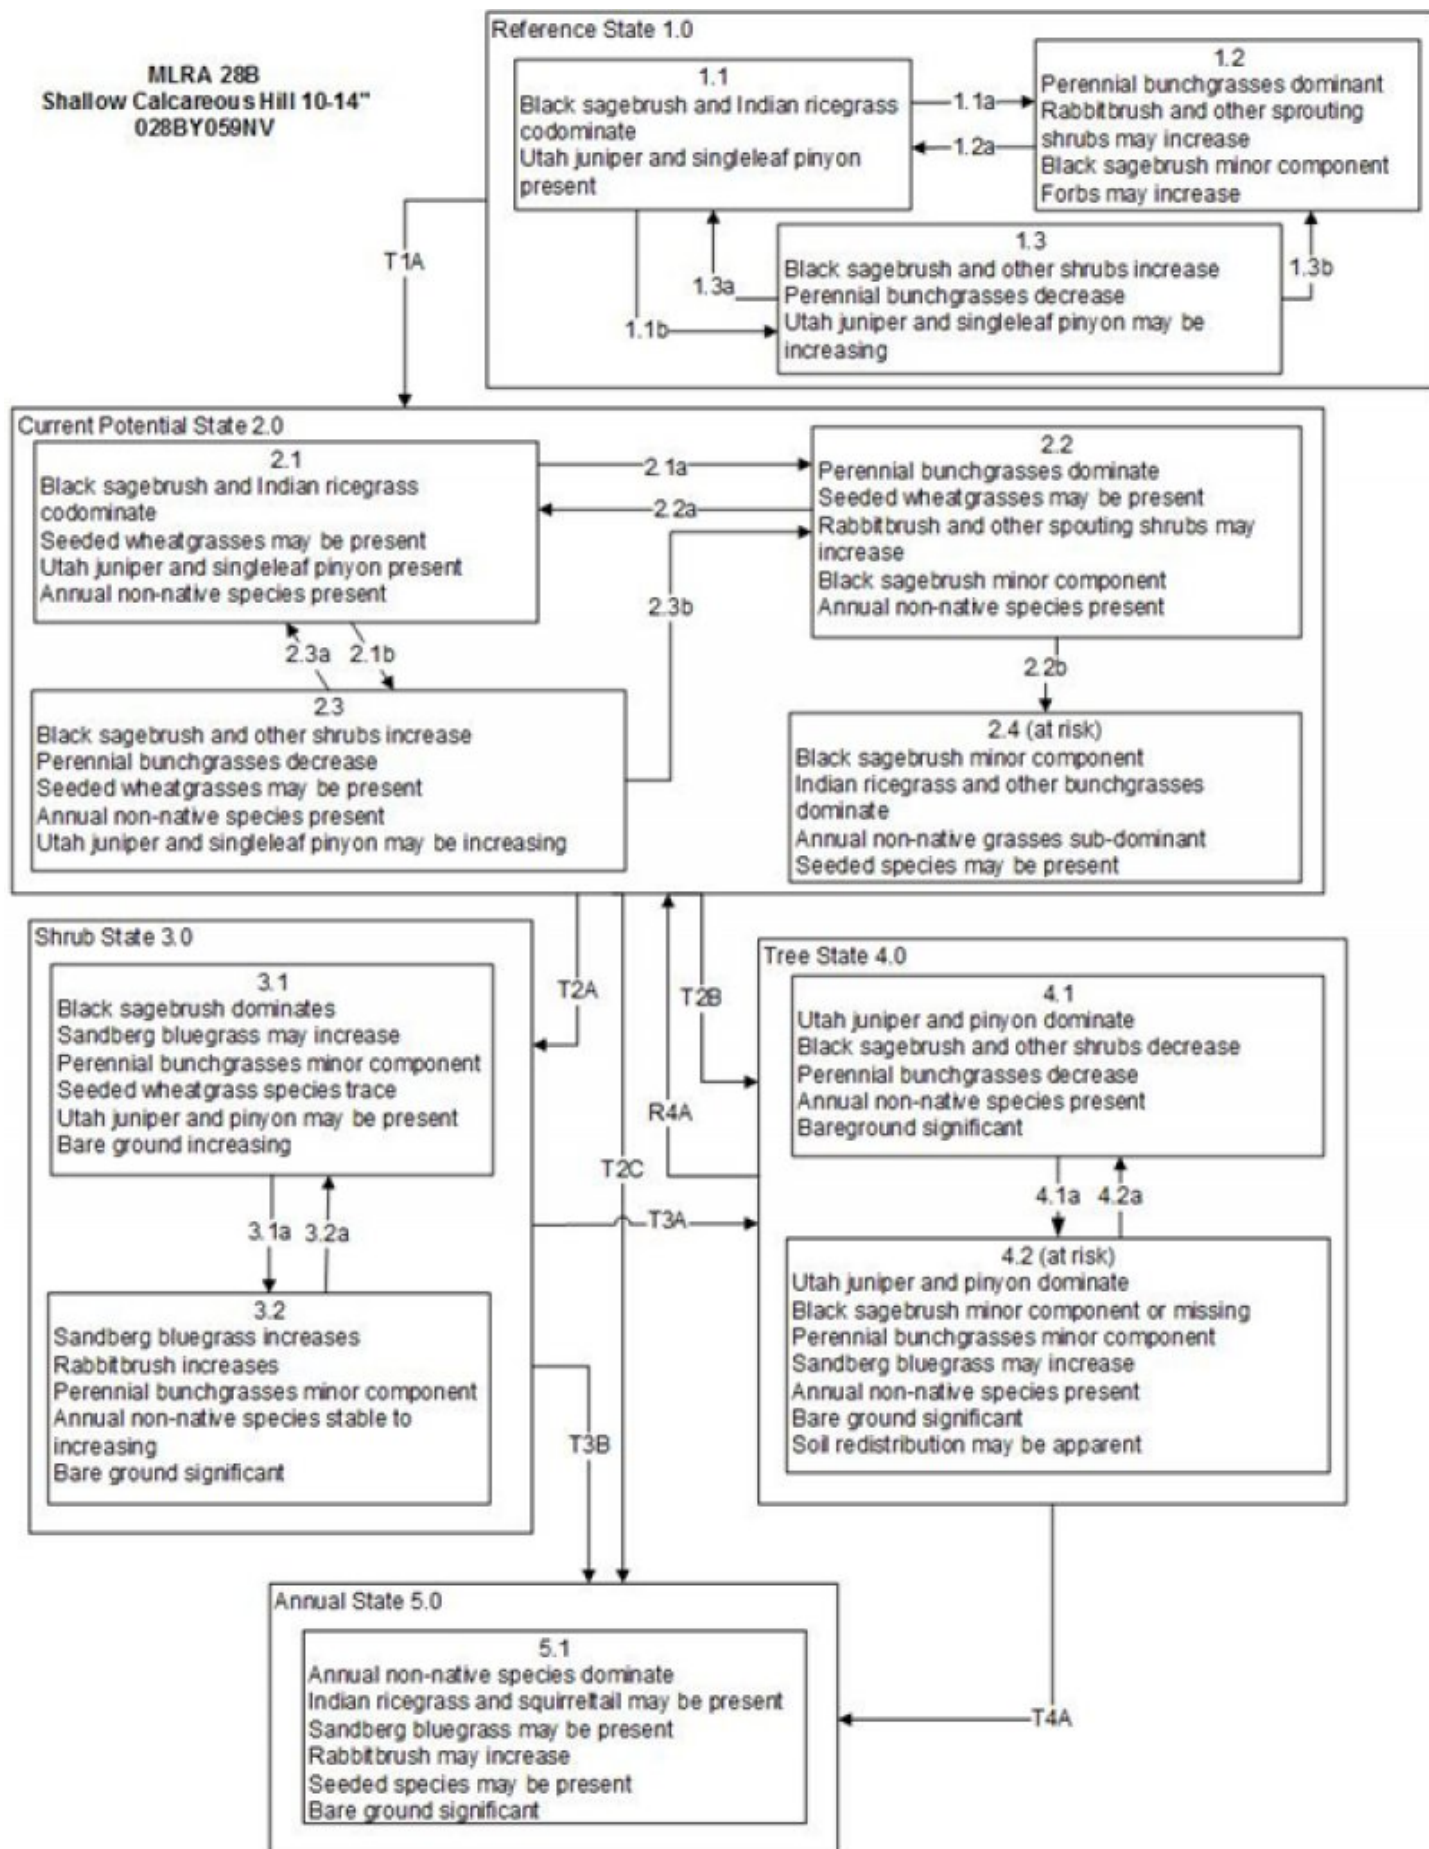 MLRA 28B
Shallow Calcareous Hill 10-14"
028BY059NV
Reference State 1.0
1.1
Black sagebrush and Indian ricegrass
codominate
Utah juniper and singleleaf pinyon
present
1.1a
1.2a
1.2
Perennial bunchgrasses dominant
Rabbitbrush and other sprouting
shrubs may increase
Black sagebrush minor component
Forbs may increase
T1A
1.3a
1.1b
1.3
Black sagebrush and other shrubs increase
Perennial bunchgrasses decrease
Utah juniper and singleleaf pinyon may be
increasing
1.3b
Current Potential State 2.0
2.1
Black sagebrush and Indian ricegrass
codominate
Seeded wheatgrasses may be present
Utah juniper and singleleaf pinyon present
Annual non-native species present
2.1a
2.2a
2.3b
2.2
Perennial bunchgrasses dominate
Seeded wheatgrasses may be present
Rabbitbrush and other spouting shrubs may
increase
Black sagebrush minor component
Annual non-native species present
2.3a
2.1b
2.2b
2.3
Black sagebrush and other shrubs increase
Perennial bunchgrasses decrease
Seeded wheatgrasses may be present
Annual non-native species present
Utah juniper and singleleaf pinyon may be increasing
2.4 (at risk)
Black sagebrush minor component
Indian ricegrass and other bunchgrasses
dominate
Annual non-native grasses sub-dominant
Seeded species may be present
Shrub State 3.0
3.1
Black sagebrush dominates
Sandberg bluegrass may increase
Perennial bunchgrasses minor component
Seeded wheatgrass species trace
Utah juniper and pinyon may be present
Bare ground increasing
3.1a
3.2a
3.2
Sandberg bluegrass increases
Rabbitbrush increases
Perennial bunchgrasses minor component
Annual non-native species stable to
increasing
Bare ground significant
T2A
T2B
R4A
T2C
T3A
T3B
Tree State 4.0
4.1
Utah juniper and pinyon dominate
Black sagebrush and other shrubs decrease
Perennial bunchgrasses decrease
Annual non-native species present
Bareground significant
4.1a
4.2a
4.2 (at risk)
Utah juniper and pinyon dominate
Black sagebrush minor component or missing
Perennial bunchgrasses minor component
Sandberg bluegrass may increase
Annual non-native species present
Bare ground significant
Soil redistribution may be apparent
Annual State 5.0
5.1
Annual non-native species dominate
Indian ricegrass and squirreltail may be present
Sandberg bluegrass may be present
Rabbitbrush may increase
Seeded species may be present
Bare ground significant
T4A